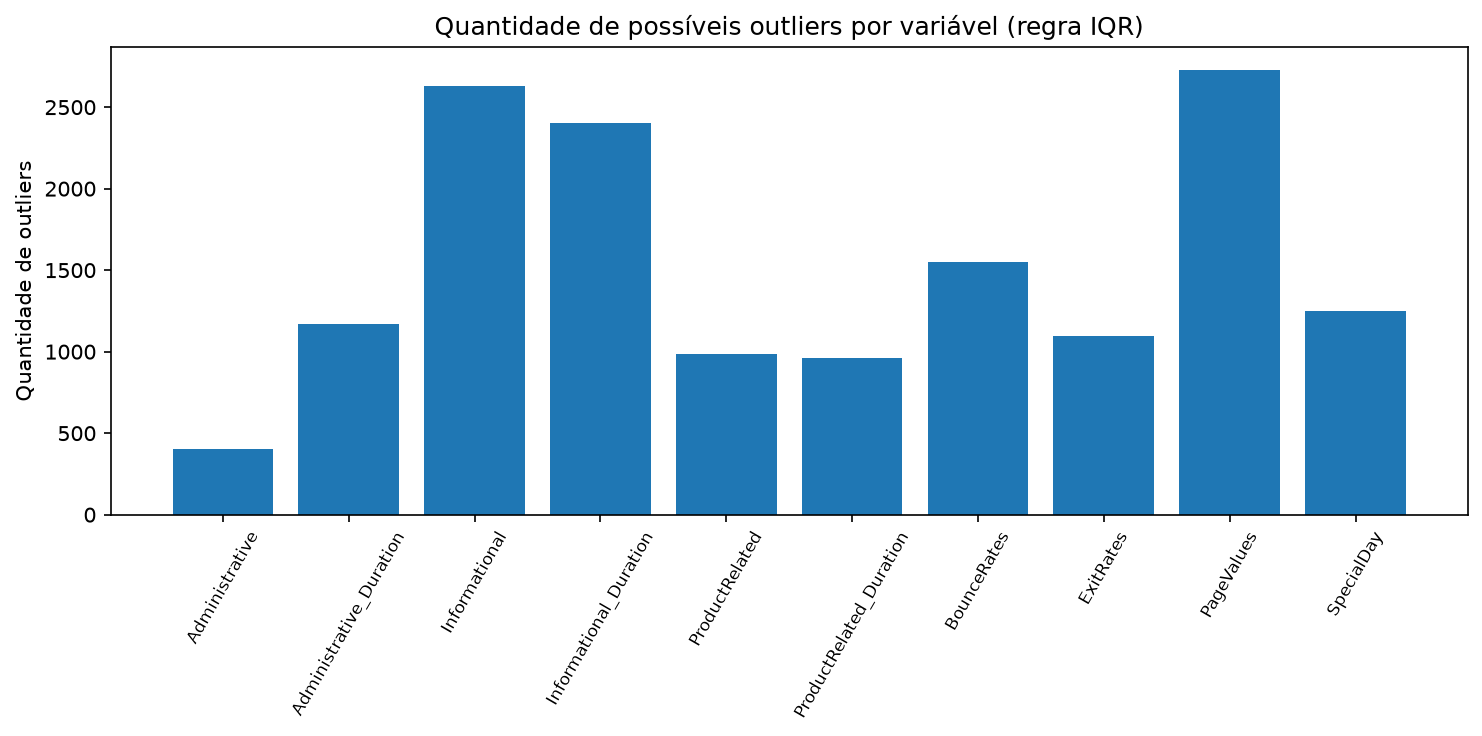 Quantidade de possíveis outliers por variável (regra IQR)
Quantidade de outliers
2500
2000
1500
1000
500
0
Administrative
Administrative_Duration
Informational
Informational_Duration
ProductRelated
ProductRelated_Duration
BounceRates
ExitRates
PageValues
SpecialDay